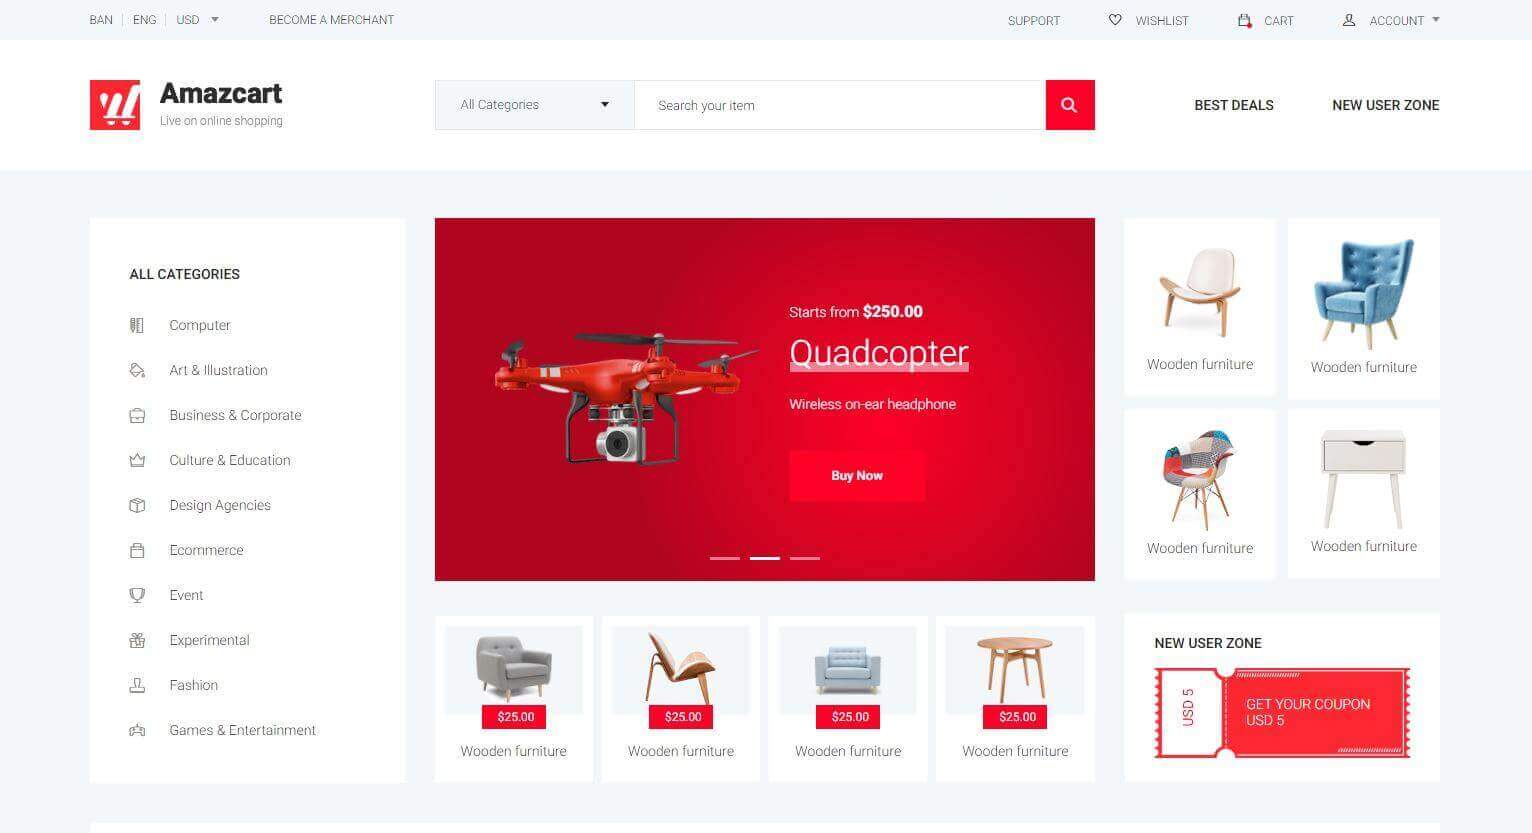 BAN ENG USD BECOME A MERCHANT SUPPORT WISHLIST CART ACCOUNT
Amazcart
Live on online shopping
All Categories
Search your item
BEST DEALS
NEW USER ZONE
ALL CATEGORIES
Computer
Art & Illustration
Business & Corporate
Culture & Education
Design Agencies
Ecommerce
Event
Experimental
Fashion
Games & Entertainment
Starts from $250.00
Quadcopter
Wireless on-ear headphone
Buy Now
Wooden furniture
Wooden furniture
Wooden furniture
Wooden furniture
$25.00
Wooden furniture
$25.00
Wooden furniture
$25.00
Wooden furniture
$25.00
Wooden furniture
NEW USER ZONE
USD 5
GET YOUR COUPON
USD 5